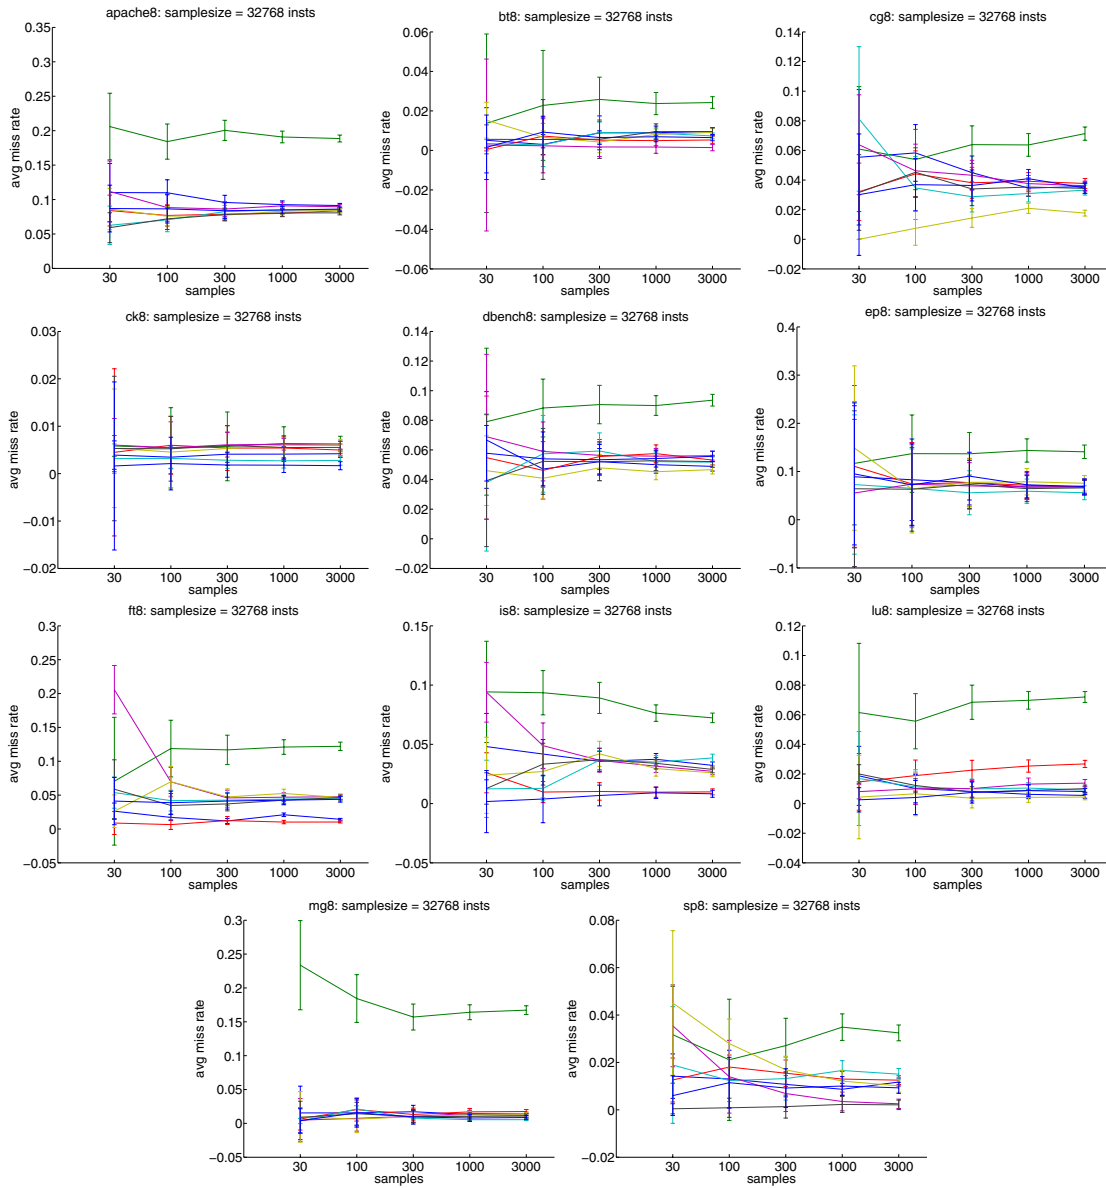 apache8: samplesize = 32768 insts
avg miss rate
0.35
0.3
0.25
0.2
0.15
0.1
0.05
0
30 100 300 1000 3000
samples
bt8: samplesize = 32768 insts
avg miss rate
0.06
0.04
0.02
0
−0.02
−0.04
−0.06
30 100 300 1000 3000
samples
cg8: samplesize = 32768 insts
avg miss rate
0.14
0.12
0.1
0.08
0.06
0.04
0.02
0
−0.02
30 100 300 1000 3000
samples
ck8: samplesize = 32768 insts
avg miss rate
0.03
0.02
0.01
0
−0.01
−0.02
30 100 300 1000 3000
samples
dbench8: samplesize = 32768 insts
avg miss rate
0.14
0.12
0.1
0.08
0.06
0.04
0.02
0
−0.02
30 100 300 1000 3000
samples
ep8: samplesize = 32768 insts
avg miss rate
0.4
0.3
0.2
0.1
0
−0.1
30 100 300 1000 3000
samples
ft8: samplesize = 32768 insts
avg miss rate
0.3
0.25
0.2
0.15
0.1
0.05
0
−0.05
30 100 300 1000 3000
samples
is8: samplesize = 32768 insts
avg miss rate
0.15
0.1
0.05
0
−0.05
30 100 300 1000 3000
samples
lu8: samplesize = 32768 insts
avg miss rate
0.12
0.1
0.08
0.06
0.04
0.02
0
−0.02
−0.04
30 100 300 1000 3000
samples
mg8: samplesize = 32768 insts
avg miss rate
0.3
0.25
0.2
0.15
0.1
0.05
0
−0.05
30 100 300 1000 3000
samples
sp8: samplesize = 32768 insts
avg miss rate
0.08
0.06
0.04
0.02
0
−0.02
30 100 300 1000 3000
samples